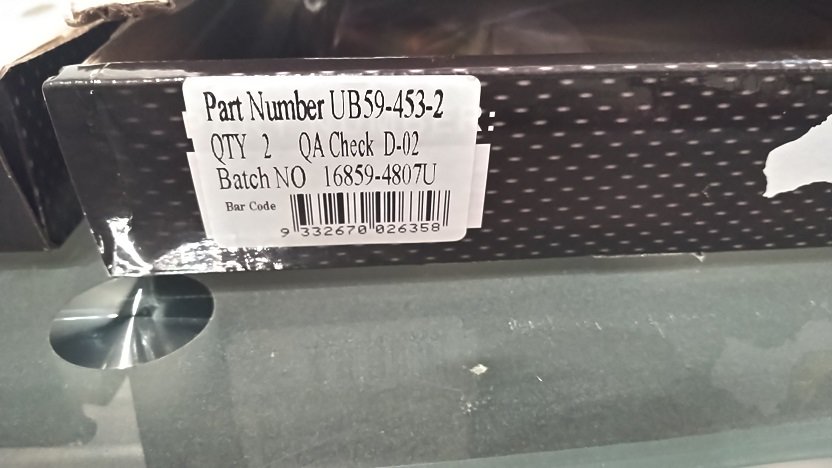 Part Number UB59-453-2
QTY 2 QA Check D-02
Batch NO 16859-4807U
Bar Code
9 332670 026358